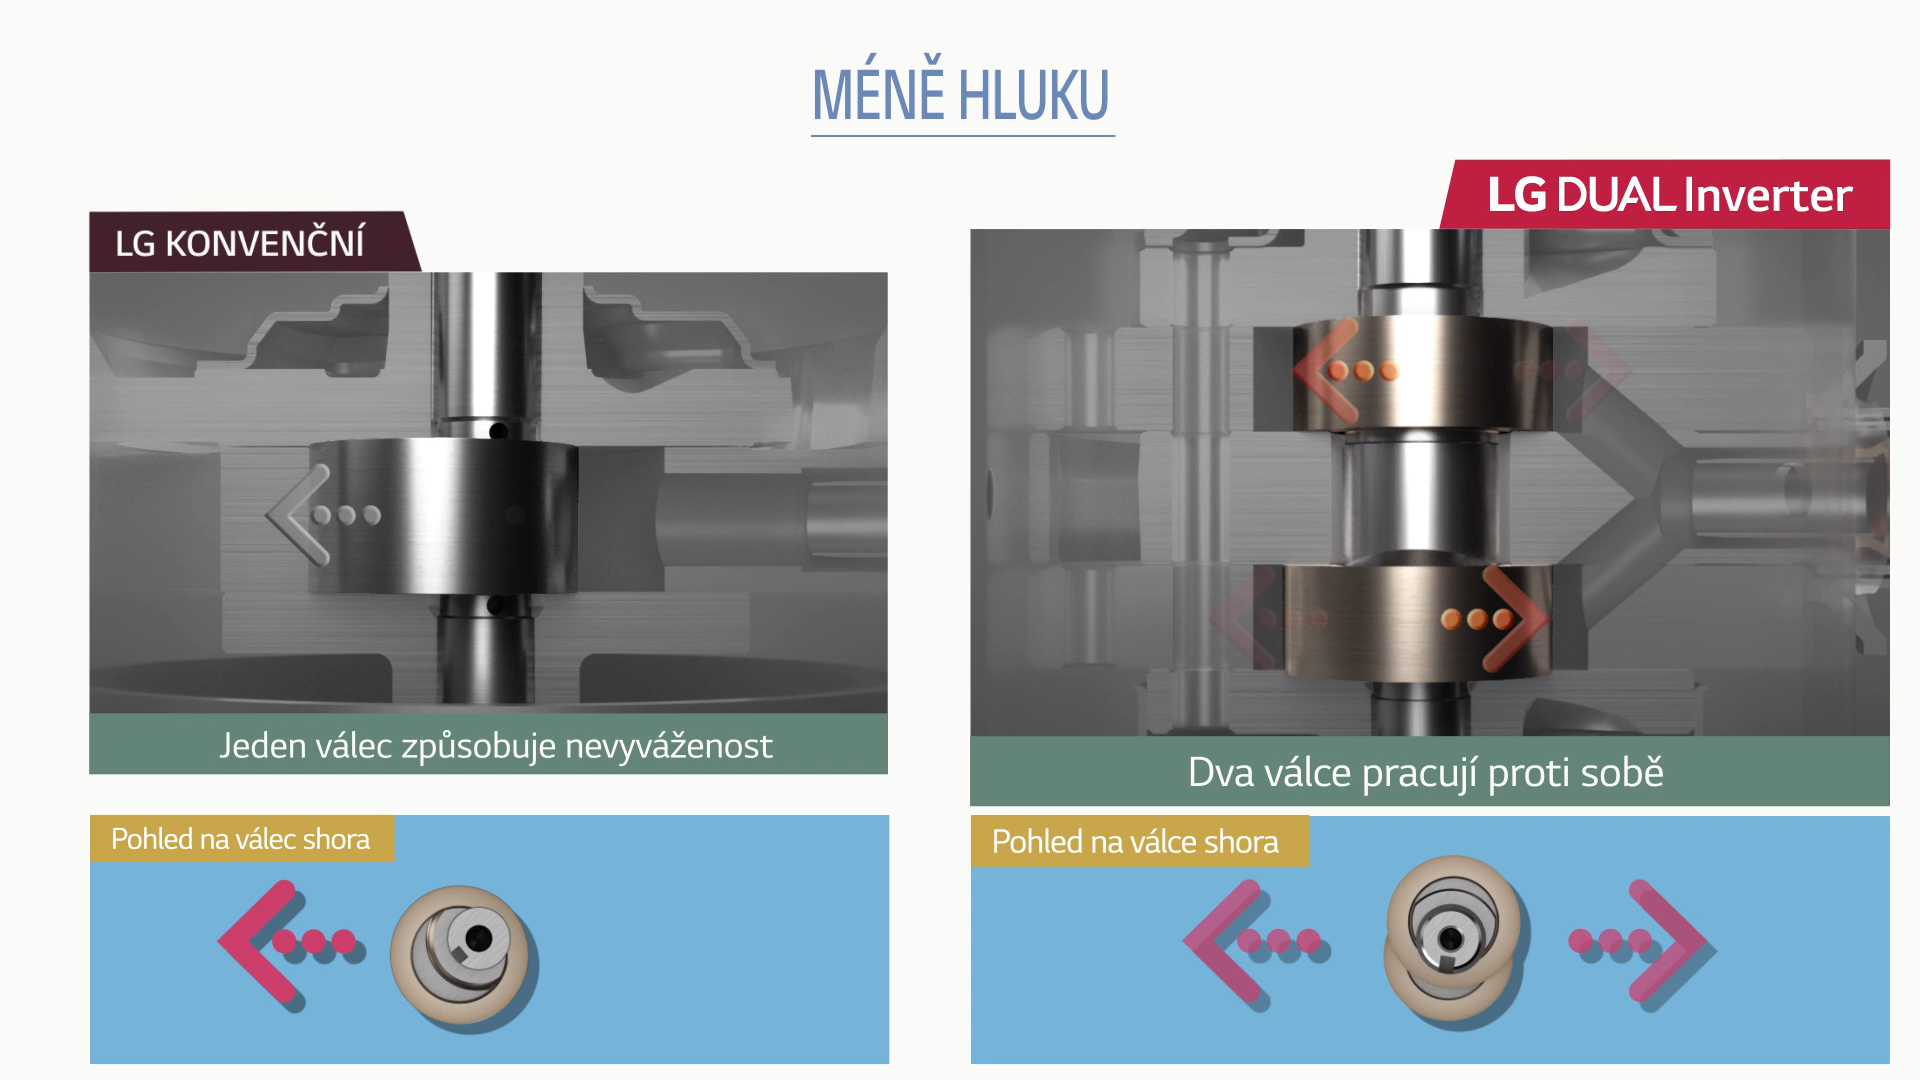 MÉNĚ HLUKU
LG KONVENČNÍ
Jeden válec způsobuje nevyváženost
Pohled na válec shora
LG DUAL Inverter
Dva válce pracují proti sobě
Pohled na válce shora